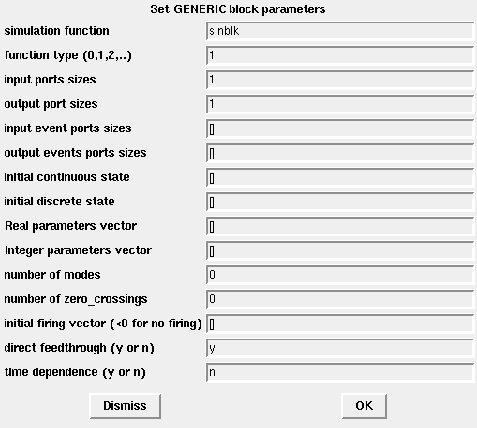 Set GENERIC block parameters
simulation function sinblk
function type (0,1,2,..) 1
input ports sizes 1
output port sizes 1
input event ports sizes []
output events ports sizes []
Initial continuous state []
initial discrete state []
Real parameters vector []
Integer parameters vector []
number of modes 0
number of zero_crossings 0
initial firing vector (<0 for no firing) []
direct feedthrough (y or n) y
time dependence (y or n) n
Dismiss OK